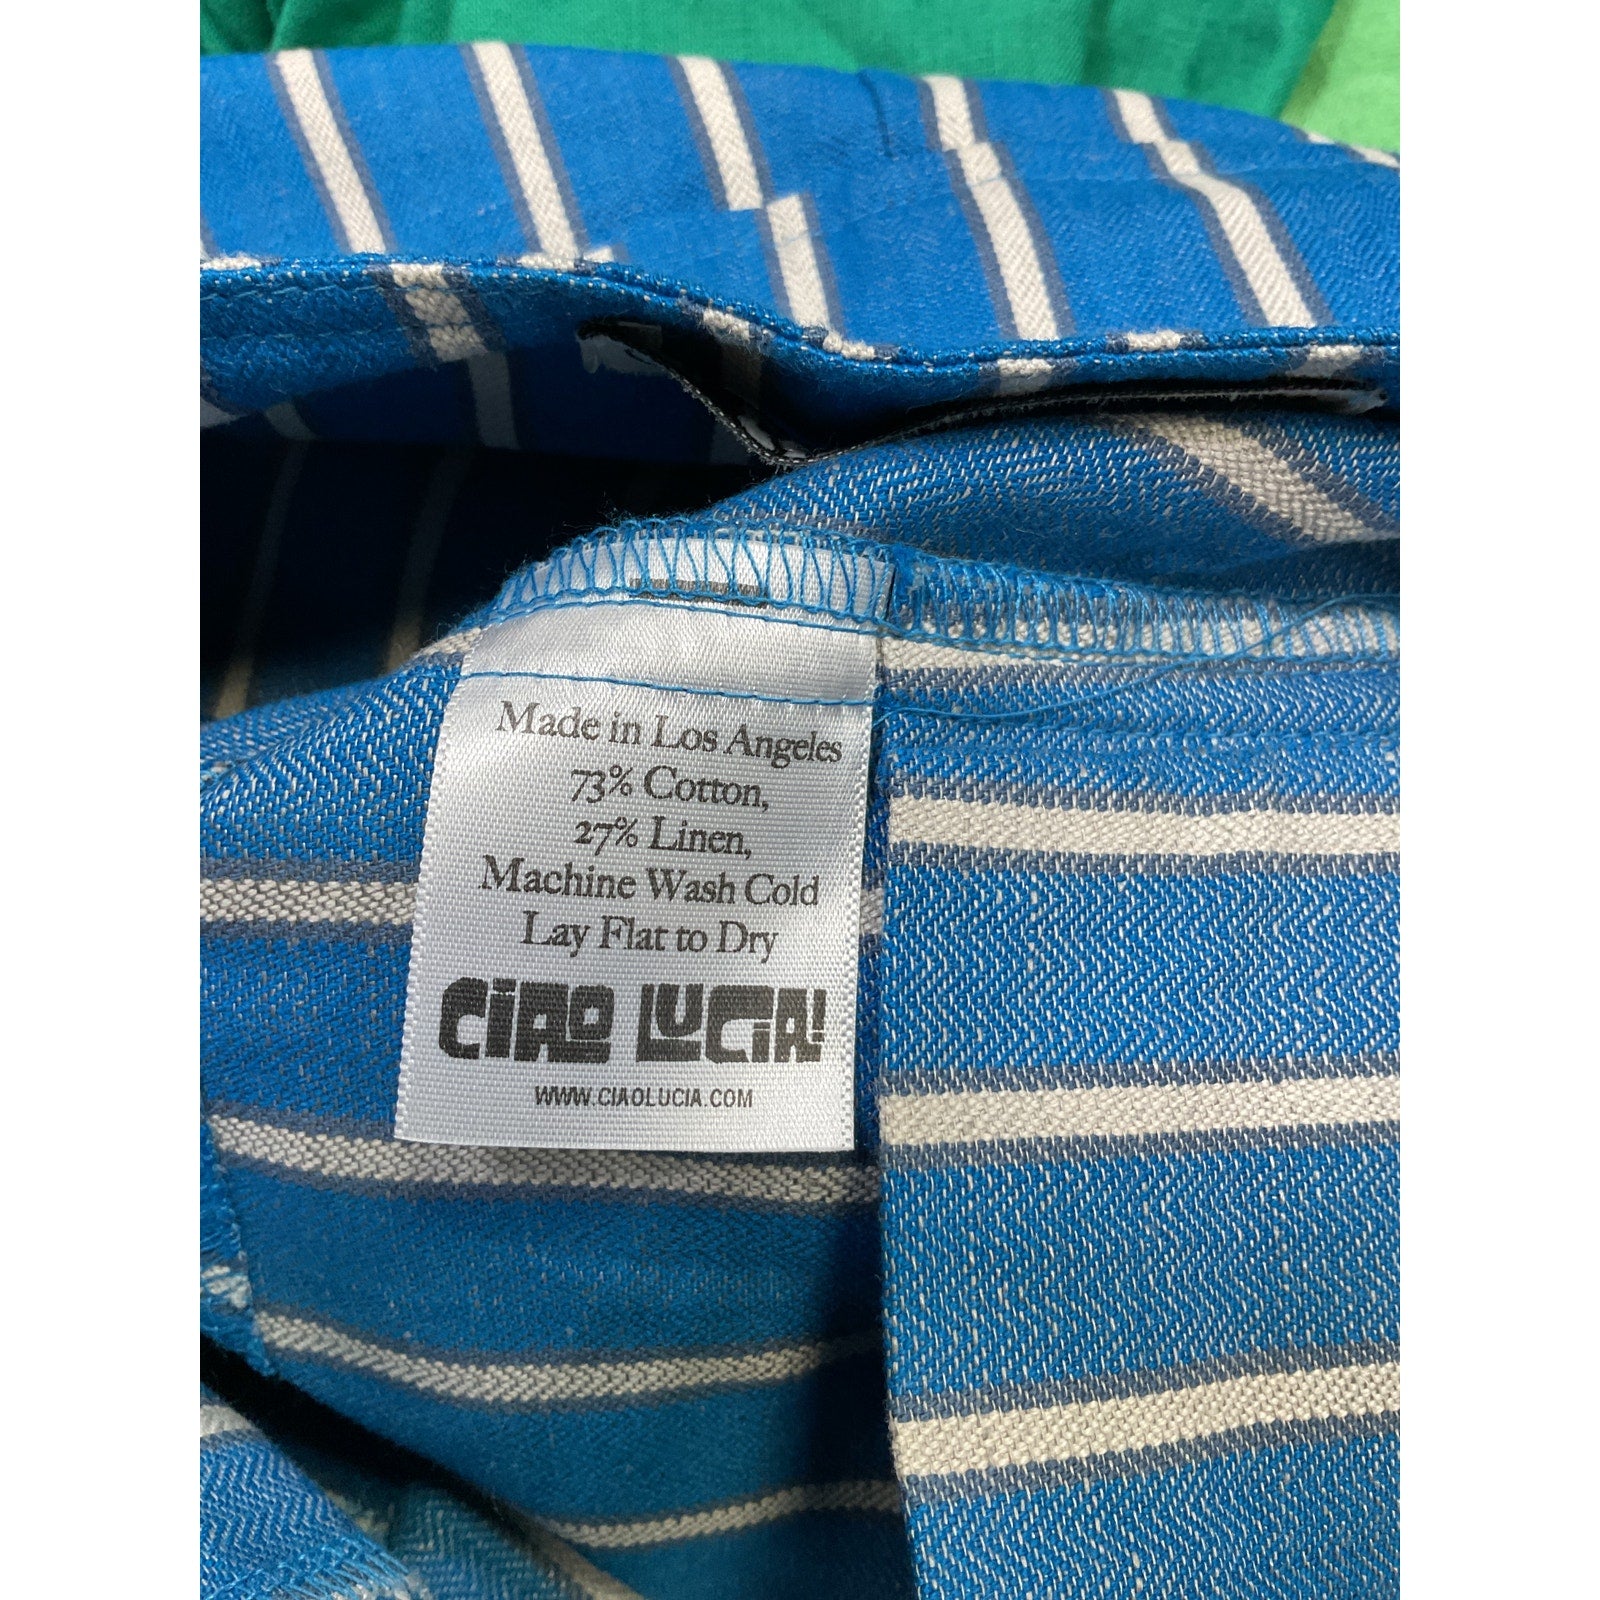 Made in Los Angeles
73% Cotton,
27% Linen,
Machine Wash Cold
Lay Flat to Dry
CIAO LUCIA!
WWW.CIAOLUCIA.COM